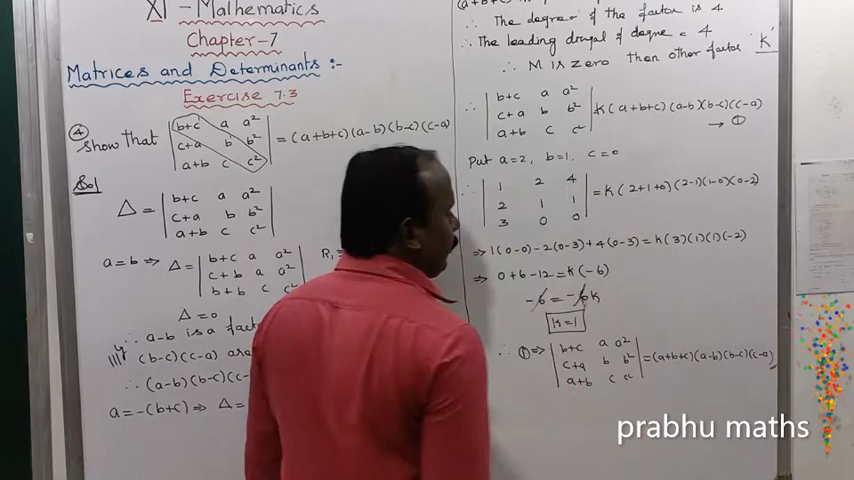 XI - Mathematics
Chapter-7
Matrices and Determinants :-
Exercise 7.3
④ Show that | b+c a a² | = (a+b+c)(a-b)(b-c)(c-a)
c+a b b²
a+b c c²
Sol
Δ = | b+c a a² |
c+a b b²
a+b c c²
a=b ⇒ Δ = | b+c a a² | R₁ =
c+b a a²
b+b c c²
Δ = 0
∴ a-b is a
(b-c)(c-a) are
∴ (a-b)(b-c)(c-
a = -(b+c) ⇒ Δ =
∴ The degree of the factor is 4
∴ The leading of degree = 4
∴ M is zero then other factor 'K'
∴ | b+c a a² | K(a+b+c)(a-b)(b-c)(c-a)
c+a b b²
a+b c c²
→ ①
Put a=2, b=1, c=0
∴ | 1 2 4 | = K(2+1+0)(2-1)(1-0)(0-2)
2 1 1
3 0 0
⇒ 1(0-0)-2(0-3)+4(0-3) = K(3)(1)(1)(-2)
⇒ 0+6-12 = K(-6)
-6 = -6K
K=1
∴ ① ⇒ | b+c a a² | = (a+b+c)(a-b)(b-c)(c-a)
c+a b b²
a+b c c²
prabhu maths